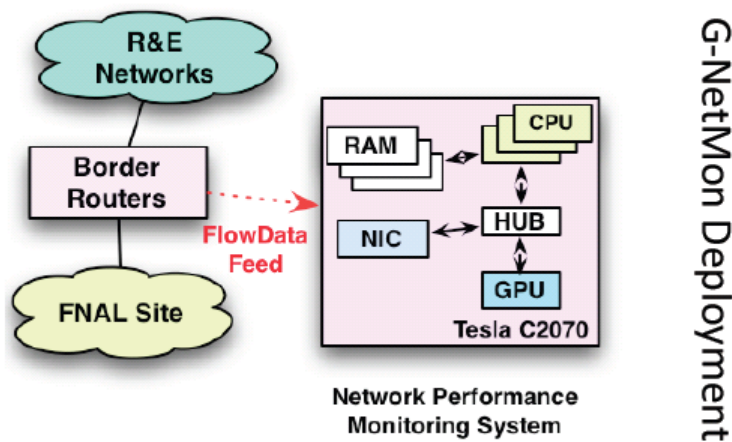 R&E
Networks
Border
Routers
FlowData
Feed
FNAL Site
RAM
CPU
NIC
HUB
GPU
Tesla C2070
Network Performance
Monitoring System
G-NetMon Deployment